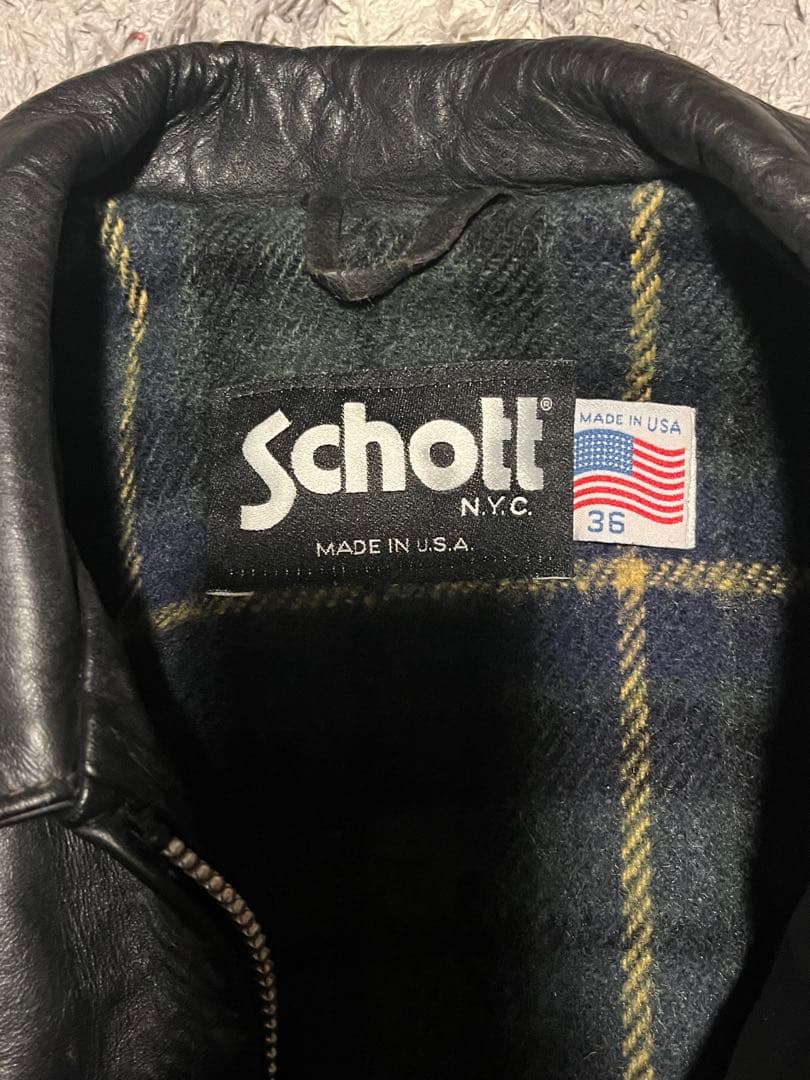 Schott®
N.Y.C.
MADE IN U.S.A.
MADE IN USA
36